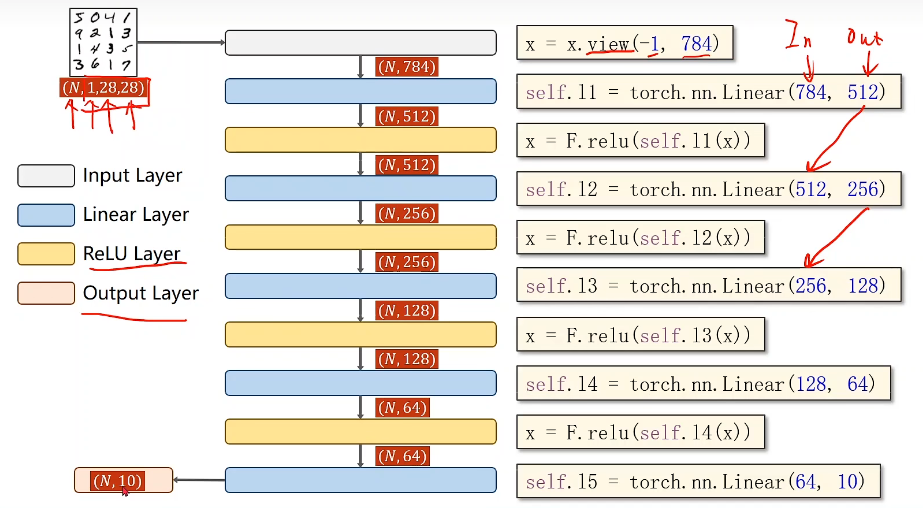 5 0 4 1
9 2 1 3
1 4 3 5
3 6 1 7
(N, 1,28,28)
In out
x = x.view(-1, 784)
(N, 784)
self.l1 = torch.nn.Linear(784, 512)
(N, 512)
x = F.relu(self.l1(x))
(N, 512)
self.l2 = torch.nn.Linear(512, 256)
(N, 256)
x = F.relu(self.l2(x))
(N, 256)
self.l3 = torch.nn.Linear(256, 128)
(N, 128)
x = F.relu(self.l3(x))
(N, 128)
self.l4 = torch.nn.Linear(128, 64)
(N, 64)
x = F.relu(self.l4(x))
(N, 64)
self.l5 = torch.nn.Linear(64, 10)
(N, 10)
Input Layer
Linear Layer
ReLU Layer
Output Layer